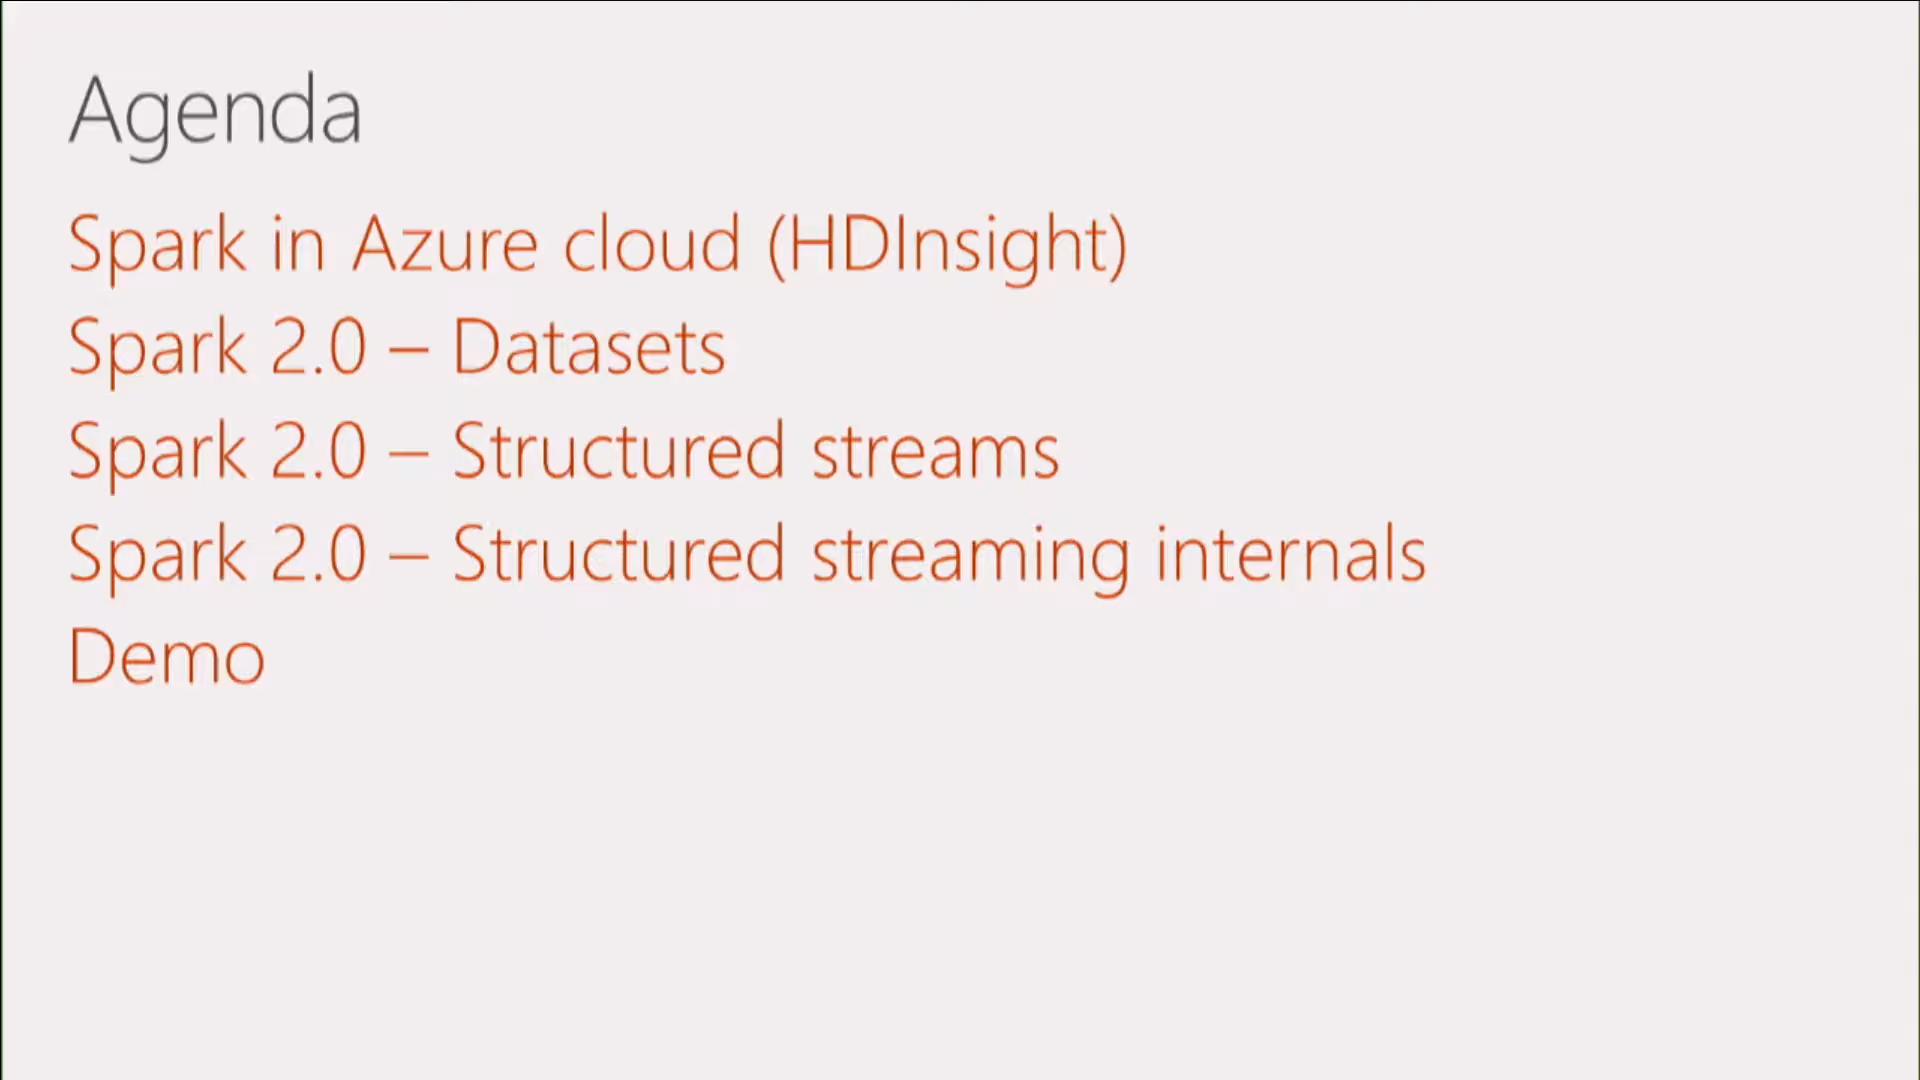 Agenda
Spark in Azure cloud (HDInsight)
Spark 2.0 – Datasets
Spark 2.0 – Structured streams
Spark 2.0 – Structured streaming internals
Demo